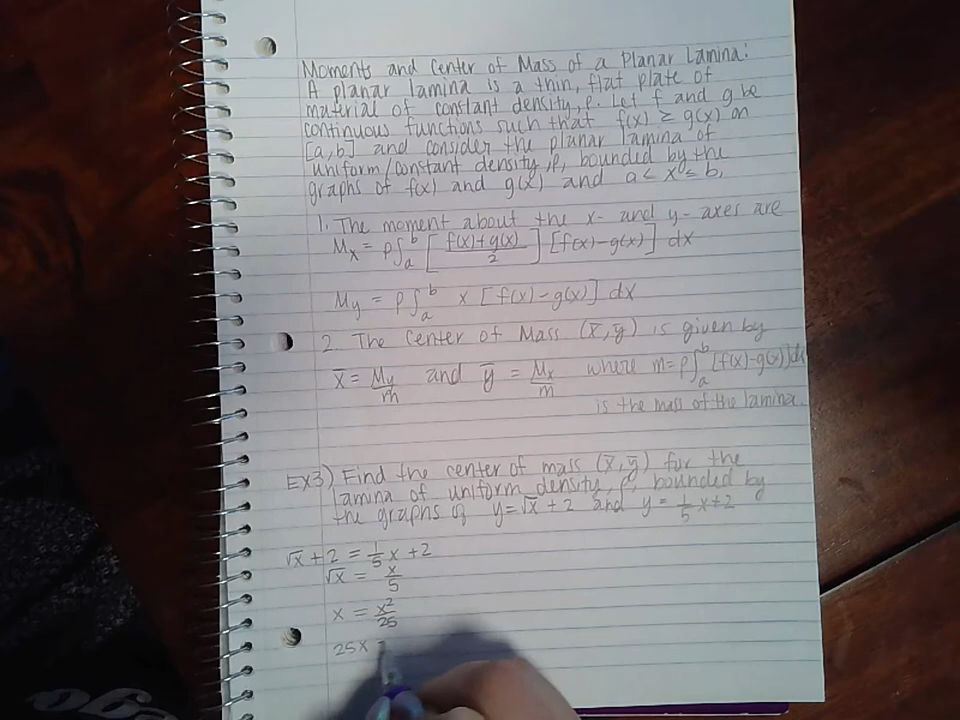 Moments and Center of Mass of a Planar Lamina:
A planar lamina is a thin, flat plate of
material of constant density, ρ. Let f and g be
continuous functions such that f(x) ≥ g(x) on
[a,b] and consider the planar lamina of
uniform/constant density, ρ, bounded by the
graphs of f(x) and g(x) and a ≤ x ≤ b.
1. The moment about the x- and y-axes are
Mx = ρ∫_a^b [(f(x)+g(x))/2] [f(x)-g(x)] dx
My = ρ∫_a^b x [f(x)-g(x)] dx
2. The center of Mass (x̄,ȳ) is given by
x̄ = My/m and ȳ = Mx/m where m=ρ∫_a^b [f(x)-g(x)]dx
is the mass of the lamina.
EX3) Find the center of mass (x̄,ȳ) for the
lamina of uniform density, ρ, bounded by
the graphs of y=√x + 2 and y = 1/5 x+2
√x + 2 = 1/5 x + 2
√x = x/5
x = x²/25
25x =